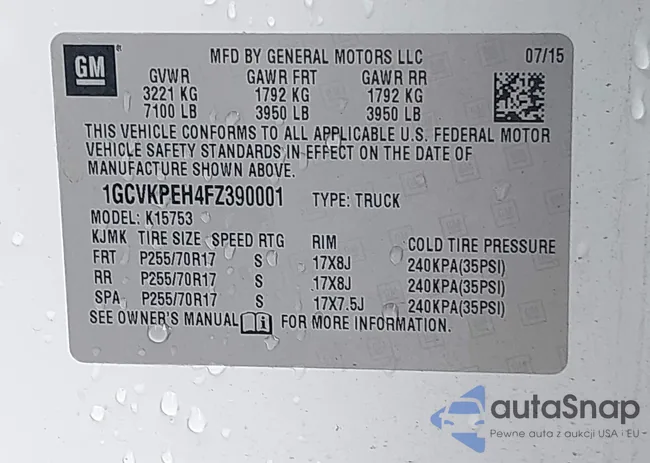 GM
MFD BY GENERAL MOTORS LLC 07/15
GVWR GAWR FRT GAWR RR
3221 KG 1792 KG 1792 KG
7100 LB 3950 LB 3950 LB
THIS VEHICLE CONFORMS TO ALL APPLICABLE U.S. FEDERAL MOTOR
VEHICLE SAFETY STANDARDS IN EFFECT ON THE DATE OF
MANUFACTURE SHOWN ABOVE.
1GCVKPEH4FZ390001 TYPE: TRUCK
MODEL: K15753
KJMK TIRE SIZE SPEED RTG RIM COLD TIRE PRESSURE
FRT P255/70R17 S 17X8J 240KPA(35PSI)
RR P255/70R17 S 17X8J 240KPA(35PSI)
SPA P255/70R17 S 17X7.5J 240KPA(35PSI)
SEE OWNER'S MANUAL FOR MORE INFORMATION.
autaSnap
Pewne auta z aukcji USA i EU